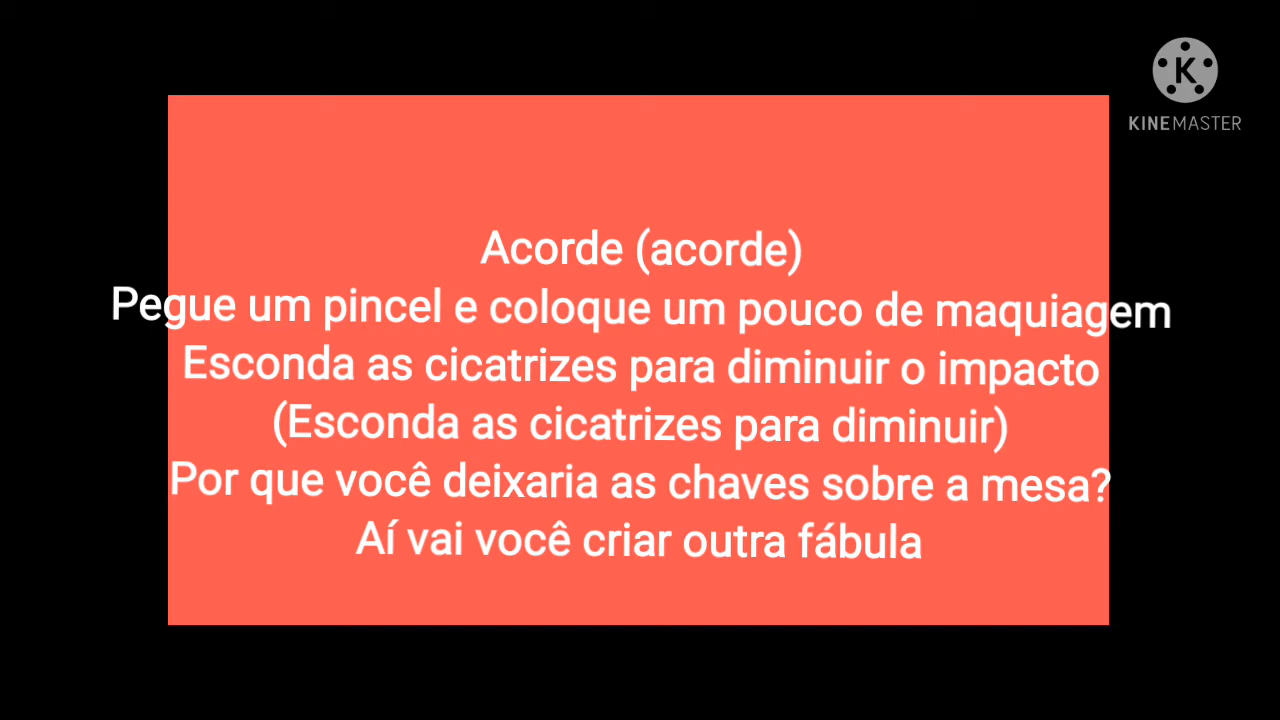 KINEMASTER
Acorde (acorde)
Pegue um pincel e coloque um pouco de maquiagem
Esconda as cicatrizes para diminuir o impacto
(Esconda as cicatrizes para diminuir)
Por que você deixaria as chaves sobre a mesa?
Aí vai você criar outra fábula